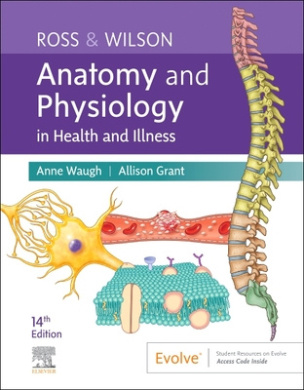 ROSS & WILSON
Anatomy and
Physiology
in Health and Illness
Anne Waugh | Allison Grant
14th
Edition
ELSEVIER
Evolve
Student Resources on Evolve
Access Code Inside